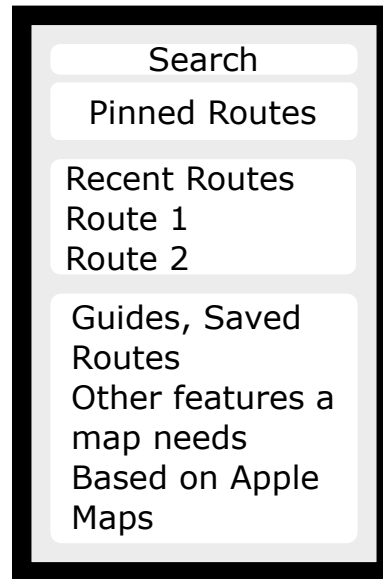 Search
Pinned Routes
Recent Routes
Route 1
Route 2
Guides, Saved
Routes
Other features a
map needs
Based on Apple
Maps